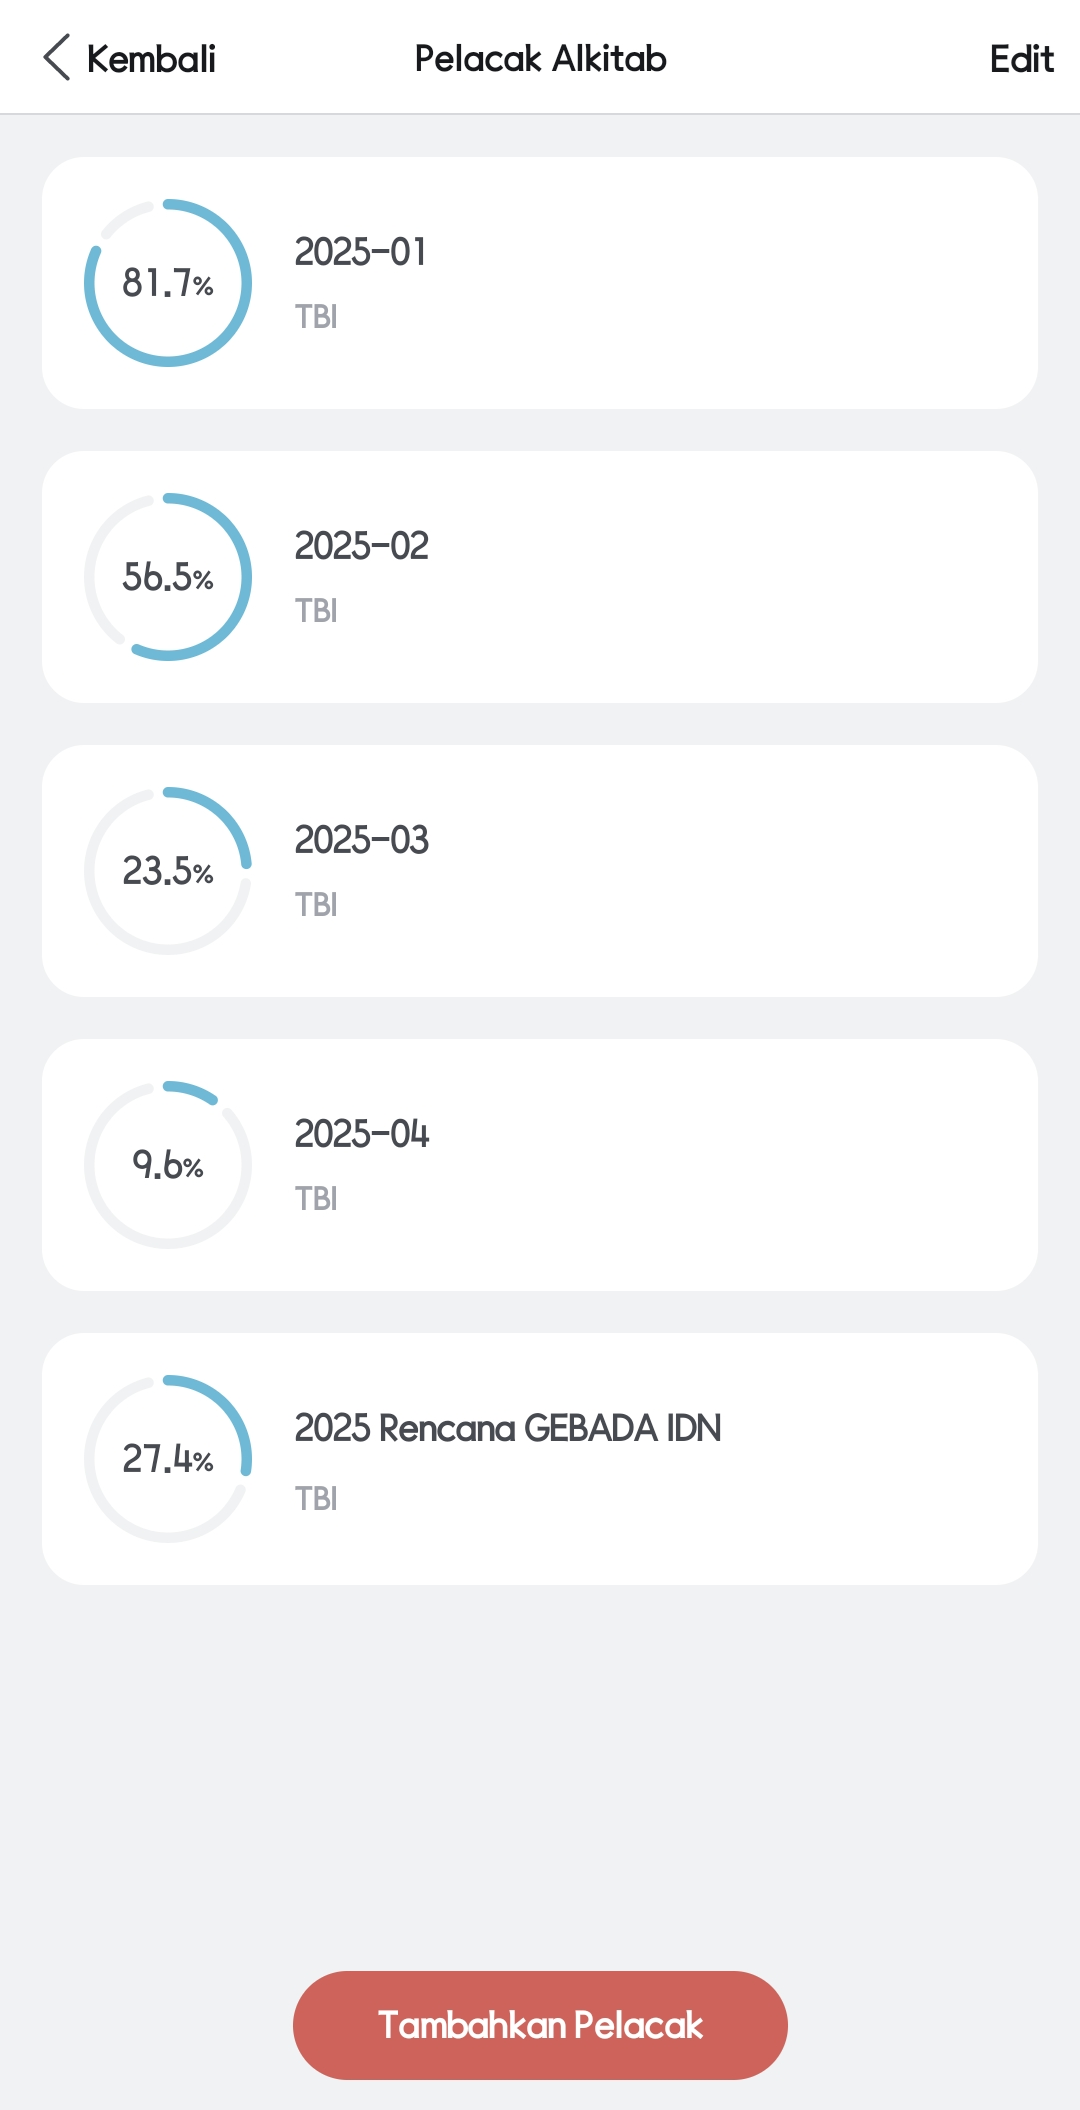 Kembali
Pelacak Alkitab
Edit
81.7%
2025-01
TBI
56.5%
2025-02
TBI
23.5%
2025-03
TBI
9.6%
2025-04
TBI
27.4%
2025 Rencana GEBADA IDN
TBI
Tambahkan Pelacak